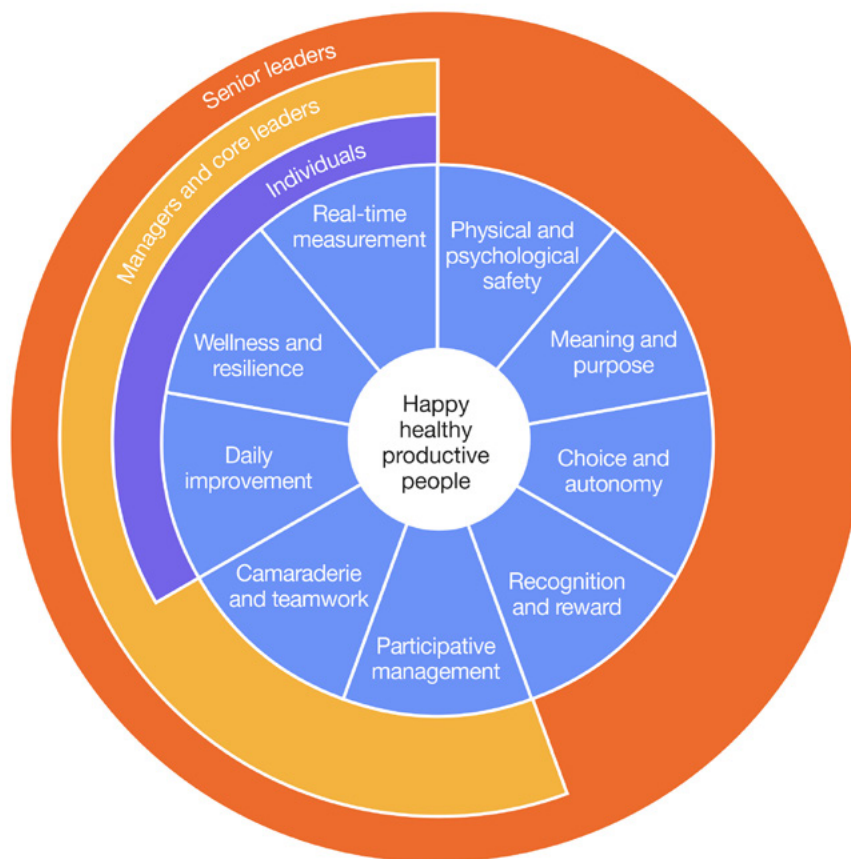 Senior leaders
Managers and core leaders
Individuals
Real-time
measurement
Physical and
psychological
safety
Wellness and
resilience
Meaning and
purpose
Happy
healthy
productive
people
Daily
improvement
Choice and
autonomy
Camaraderie
and teamwork
Recognition
and reward
Participative
management